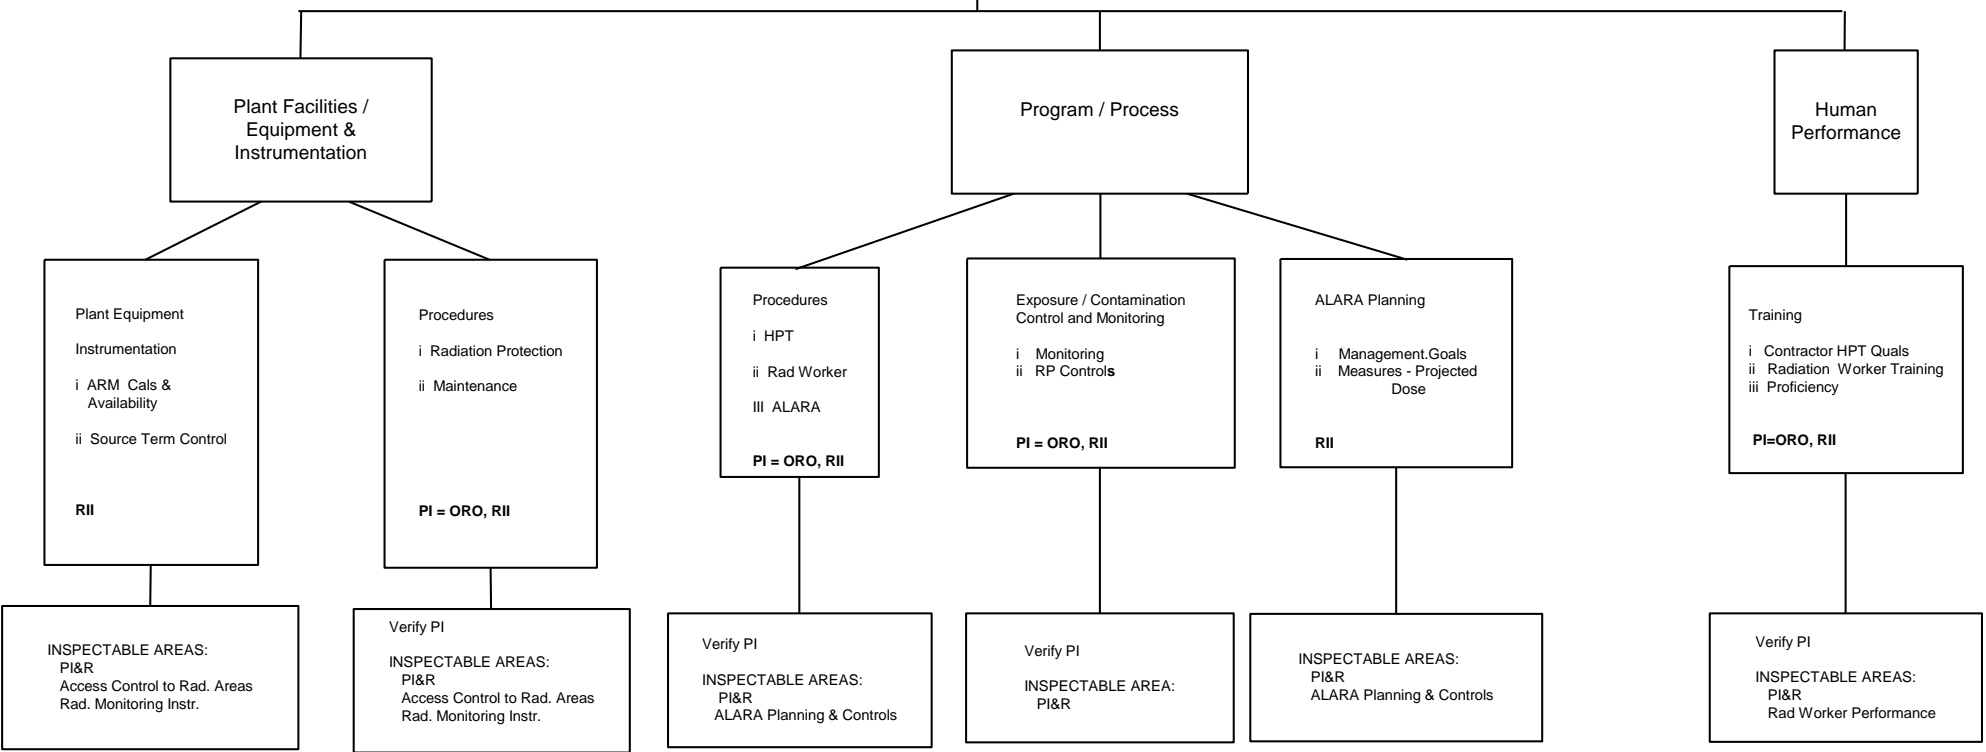 Plant Facilities /
Equipment &
Instrumentation
Program / Process
Human
Performance
Plant Equipment
Instrumentation
i ARM Cals &
Availability
ii Source Term Control
RII
Procedures
i Radiation Protection
ii Maintenance
PI = ORO, RII
Procedures
i HPT
ii Rad Worker
III ALARA
PI = ORO, RII
Exposure / Contamination
Control and Monitoring
i Monitoring
ii RP Controls
PI = ORO, RII
ALARA Planning
i Management.Goals
ii Measures - Projected
Dose
RII
Training
i Contractor HPT Quals
ii Radiation Worker Training
iii Proficiency
PI=ORO, RII
INSPECTABLE AREAS:
PI&R
Access Control to Rad. Areas
Rad. Monitoring Instr.
Verify PI
INSPECTABLE AREAS:
PI&R
Access Control to Rad. Areas
Rad. Monitoring Instr.
Verify PI
INSPECTABLE AREAS:
PI&R
ALARA Planning & Controls
Verify PI
INSPECTABLE AREA:
PI&R
INSPECTABLE AREAS:
PI&R
ALARA Planning & Controls
Verify PI
INSPECTABLE AREAS:
PI&R
Rad Worker Performance